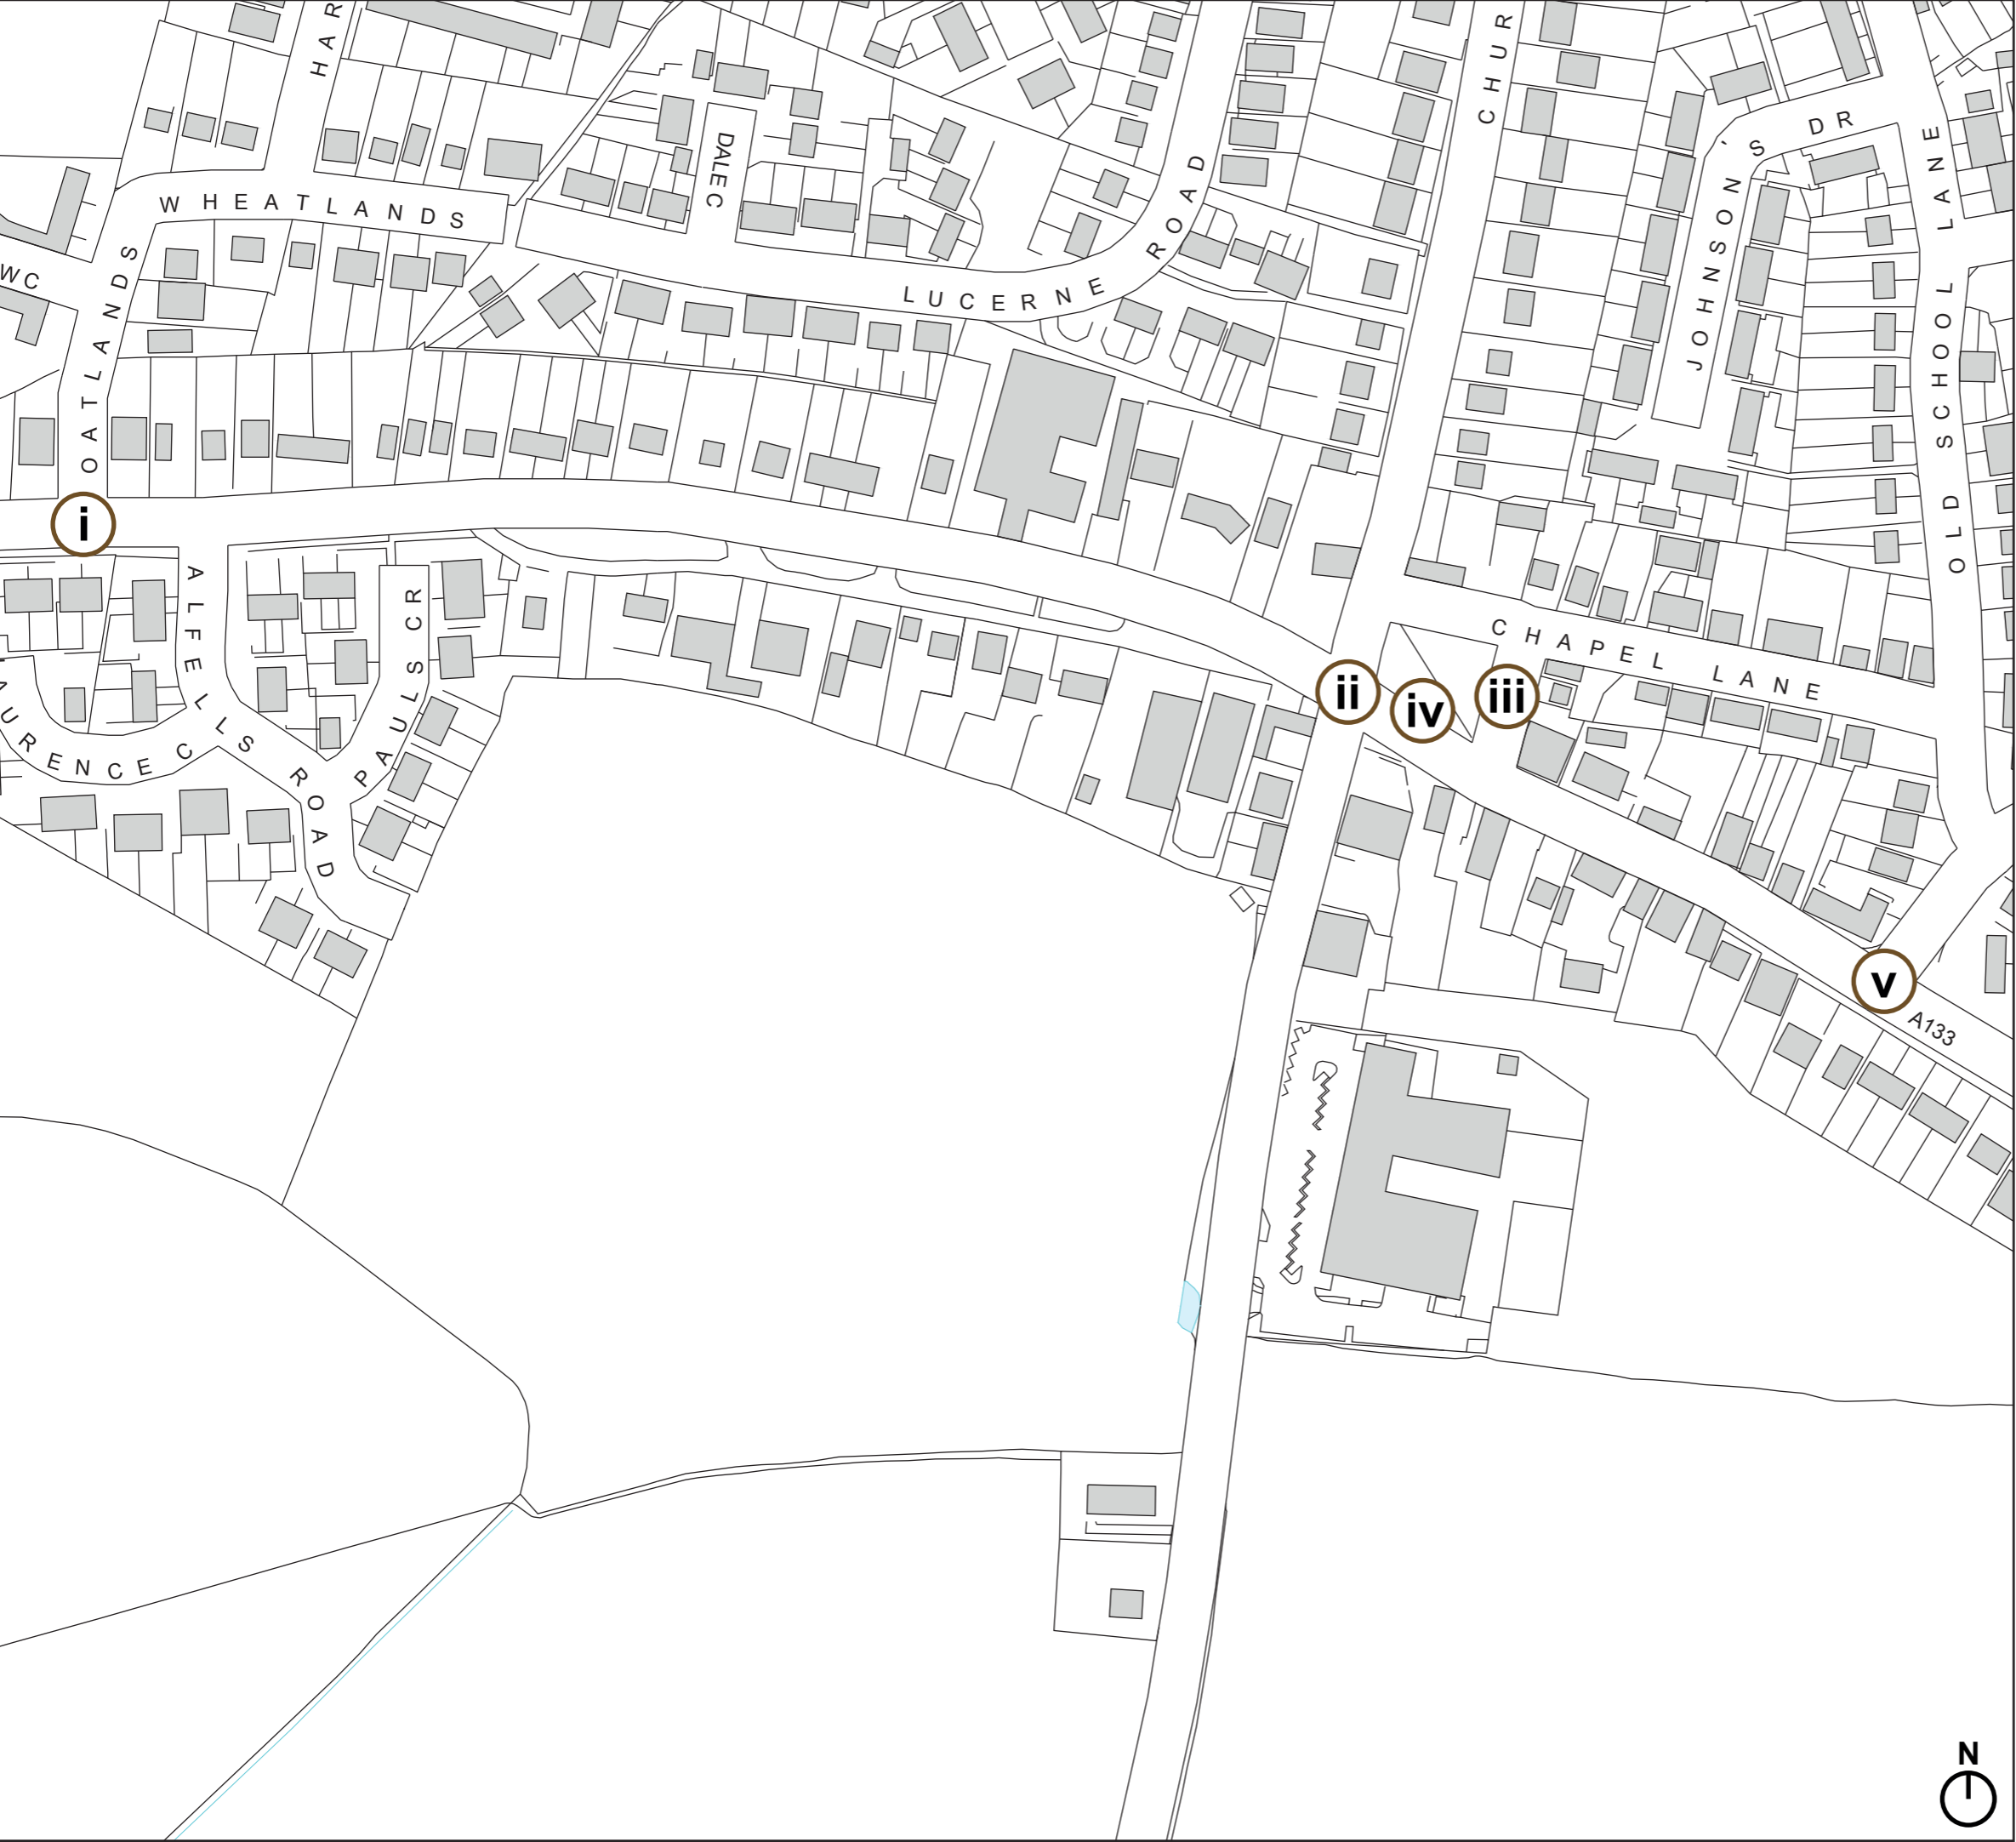 HAR
CHUR
JOHNSON'S DR
OLD SCHOOL LANE
DALEC
WHEATLANDS
WC
OATLANDS
LUCERNE ROAD
i
ALFELLS ROAD
PAULS CR
AURENCE C
CHAPEL LANE
ii
iv
iii
v
A133
N